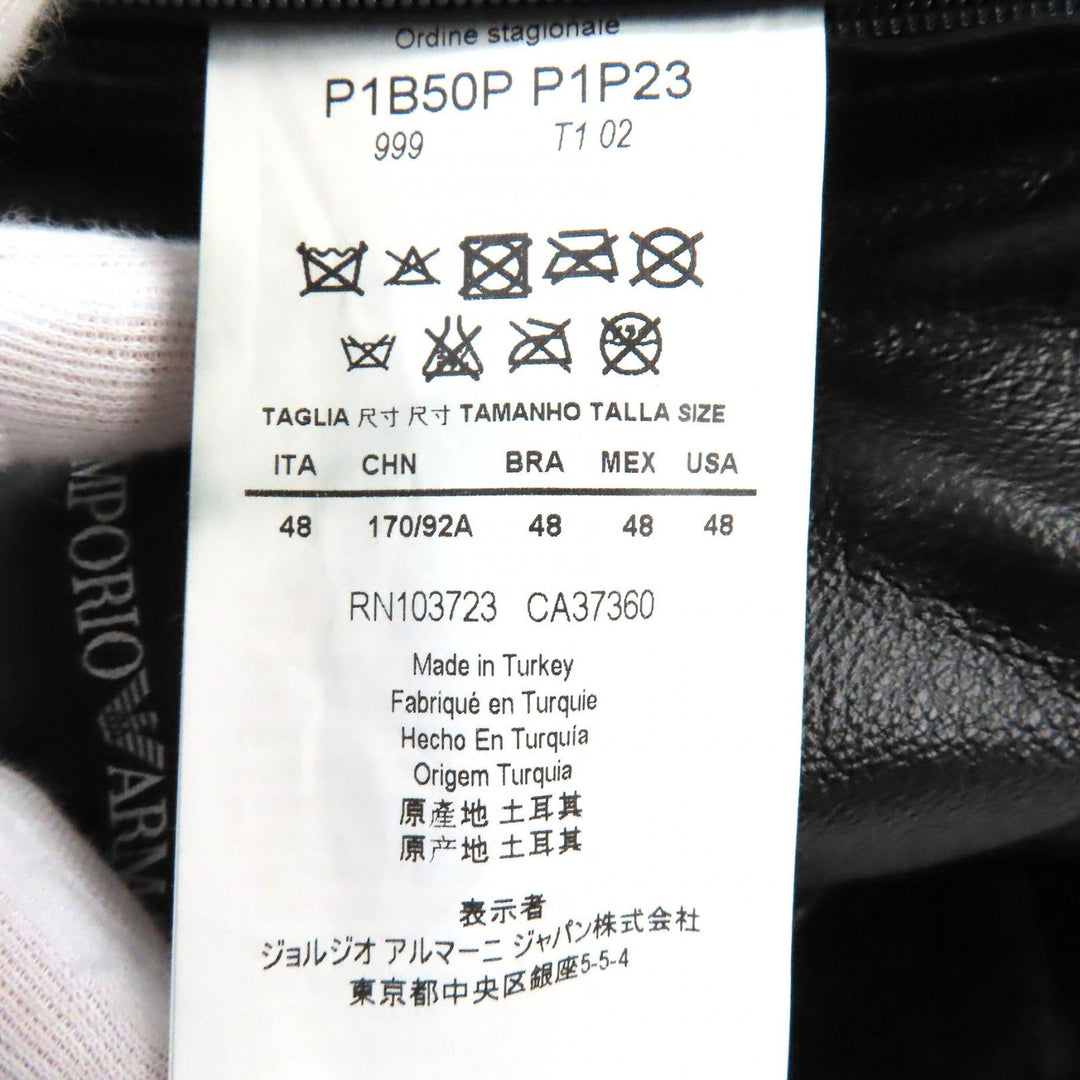 Ordine stagionale
P1B50P P1P23
999 T1 02
TAGLIA 尺寸 尺寸 TAMANHO TALLA SIZE
ITA CHN BRA MEX USA
48 170/92A 48 48 48
RN103723 CA37360
Made in Turkey
Fabriqué en Turquie
Hecho En Turquía
Origem Turquia
原產地 土耳其
原产地 土耳其
表示者
ジョルジオ アルマーニ ジャパン株式会社
東京都中央区銀座5-5-4
MPORIO ARM